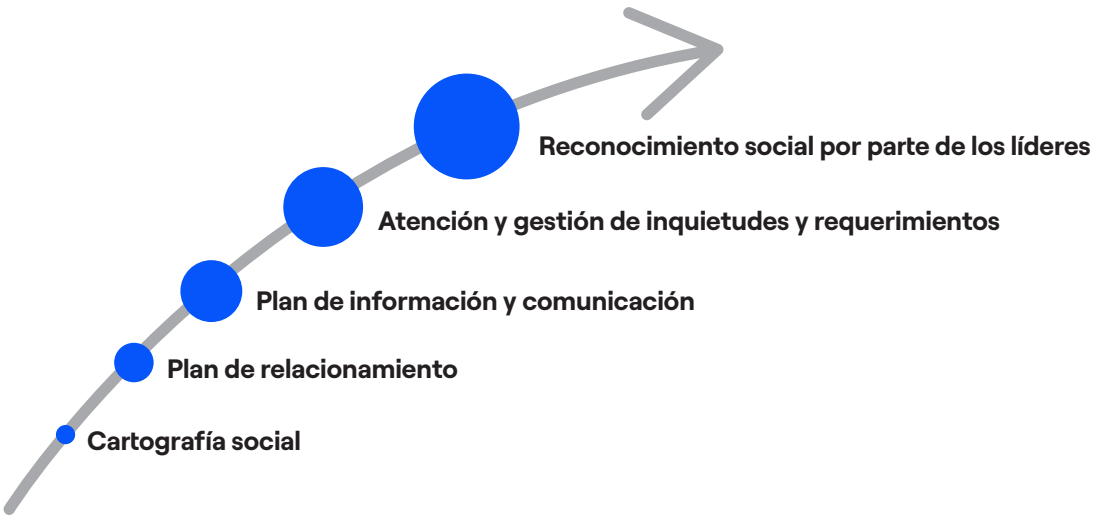 Reconocimiento social por parte de los líderes
Atención y gestión de inquietudes y requerimientos
Plan de información y comunicación
Plan de relacionamiento
Cartografía social